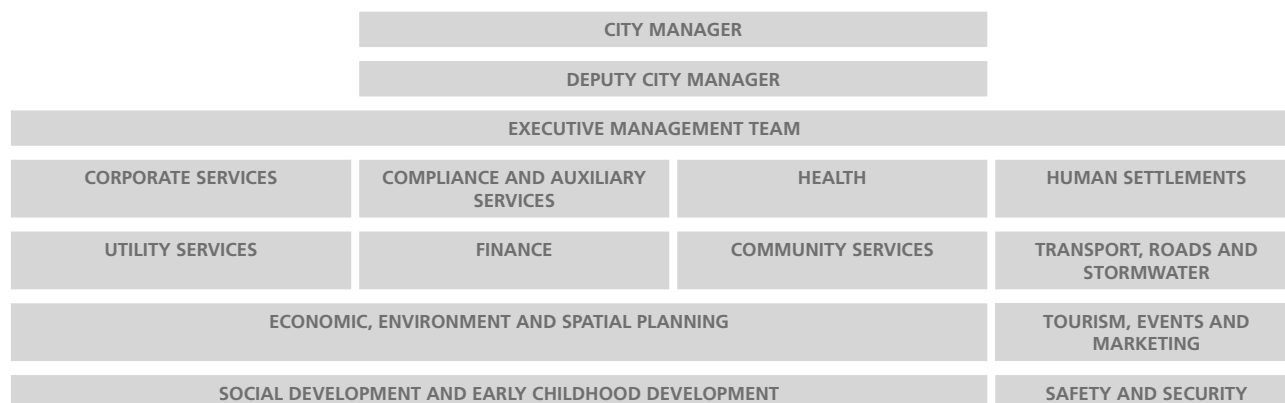 CITY MANAGER
DEPUTY CITY MANAGER
EXECUTIVE MANAGEMENT TEAM
CORPORATE SERVICES
COMPLIANCE AND AUXILIARY
SERVICES
HEALTH
HUMAN SETTLEMENTS
UTILITY SERVICES
FINANCE
COMMUNITY SERVICES
TRANSPORT, ROADS AND
STORMWATER
ECONOMIC, ENVIRONMENT AND SPATIAL PLANNING
TOURISM, EVENTS AND
MARKETING
SOCIAL DEVELOPMENT AND EARLY CHILDHOOD DEVELOPMENT
SAFETY AND SECURITY